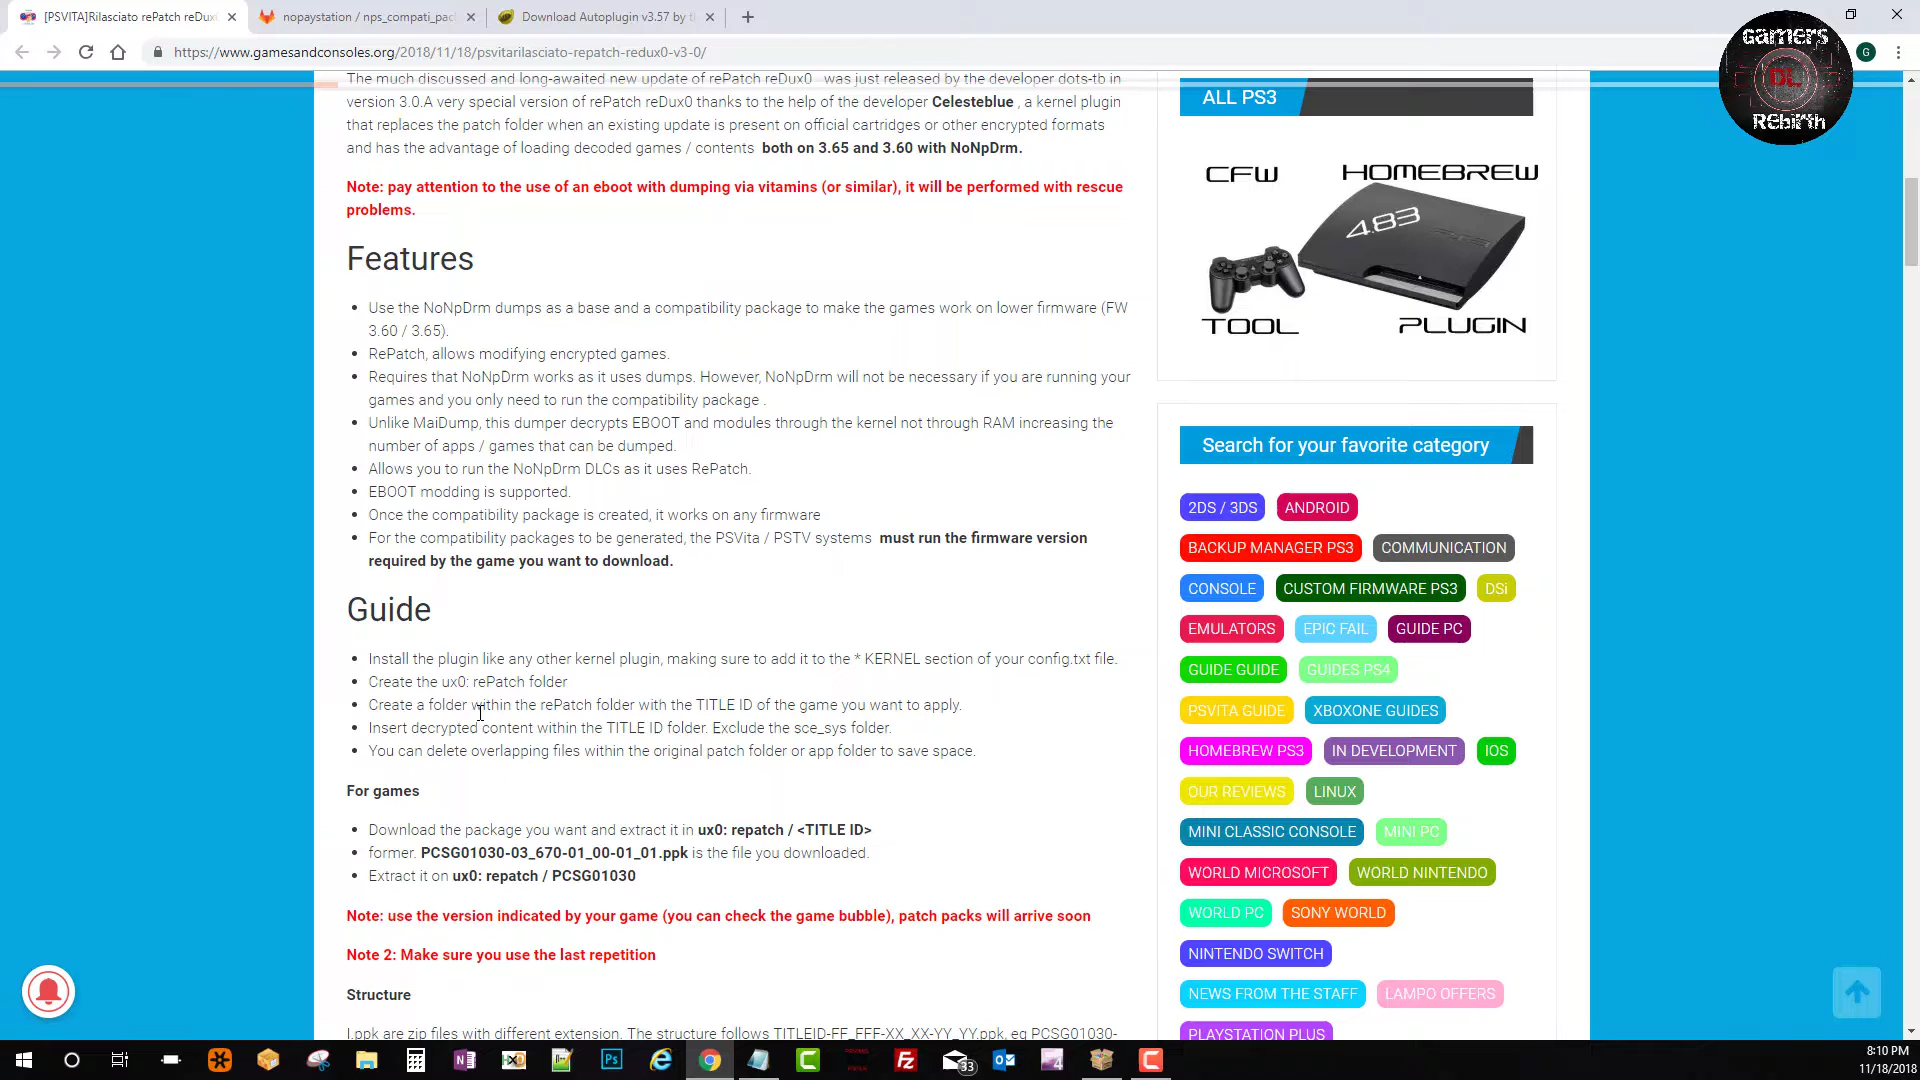 [PSVITA]Rilasciato rePatch reDux
nopaystation / nps_compati_pac
Download Autoplugin v3.57 by t
https://www.gamesandconsoles.org/2018/11/18/psvitarilasciato-repatch-redux0-v3-0/
G
GAMERS
DL
REbirth
The much discussed and long-awaited new update of rePatch reDux0 was just released by the developer dots-tb in
version 3.0.A very special version of rePatch reDux0 thanks to the help of the developer Celesteblue , a kernel plugin
that replaces the patch folder when an existing update is present on official cartridges or other encrypted formats
and has the advantage of loading decoded games / contents both on 3.65 and 3.60 with NoNpDrm.
Note: pay attention to the use of an eboot with dumping via vitamins (or similar), it will be performed with rescue
problems.
Features
Use the NoNpDrm dumps as a base and a compatibility package to make the games work on lower firmware (FW
3.60 / 3.65).
RePatch, allows modifying encrypted games.
Requires that NoNpDrm works as it uses dumps. However, NoNpDrm will not be necessary if you are running your
games and you only need to run the compatibility package .
Unlike MaiDump, this dumper decrypts EBOOT and modules through the kernel not through RAM increasing the
number of apps / games that can be dumped.
Allows you to run the NoNpDrm DLCs as it uses RePatch.
EBOOT modding is supported.
Once the compatibility package is created, it works on any firmware
For the compatibility packages to be generated, the PSVita / PSTV systems must run the firmware version
required by the game you want to download.
Guide
Install the plugin like any other kernel plugin, making sure to add it to the * KERNEL section of your config.txt file.
Create the ux0: rePatch folder
Create a folder within the rePatch folder with the TITLE ID of the game you want to apply.
Insert decrypted content within the TITLE ID folder. Exclude the sce_sys folder.
You can delete overlapping files within the original patch folder or app folder to save space.
For games
Download the package you want and extract it in ux0: repatch / <TITLE ID>
former. PCSG01030-03_670-01_00-01_01.ppk is the file you downloaded.
Extract it on ux0: repatch / PCSG01030
Note: use the version indicated by your game (you can check the game bubble), patch packs will arrive soon
Note 2: Make sure you use the last repetition
Structure
I.ppk are zip files with different extension. The structure follows TITLEID-FF_FFF-XX_XX-YY_YY.ppk, eg PCSG01030-
ALL PS3
CFW HOMEBREW
4.83
TOOL PLUGIN
Search for your favorite category
2DS / 3DS ANDROID
BACKUP MANAGER PS3 COMMUNICATION
CONSOLE CUSTOM FIRMWARE PS3 DSi
EMULATORS EPIC FAIL GUIDE PC
GUIDE GUIDE GUIDES PS4
PSVITA GUIDE XBOXONE GUIDES
HOMEBREW PS3 IN DEVELOPMENT IOS
OUR REVIEWS LINUX
MINI CLASSIC CONSOLE MINI PC
WORLD MICROSOFT WORLD NINTENDO
WORLD PC SONY WORLD
NINTENDO SWITCH
NEWS FROM THE STAFF LAMPO OFFERS
PLAYSTATION PLUS
33
8:10 PM
11/18/2018